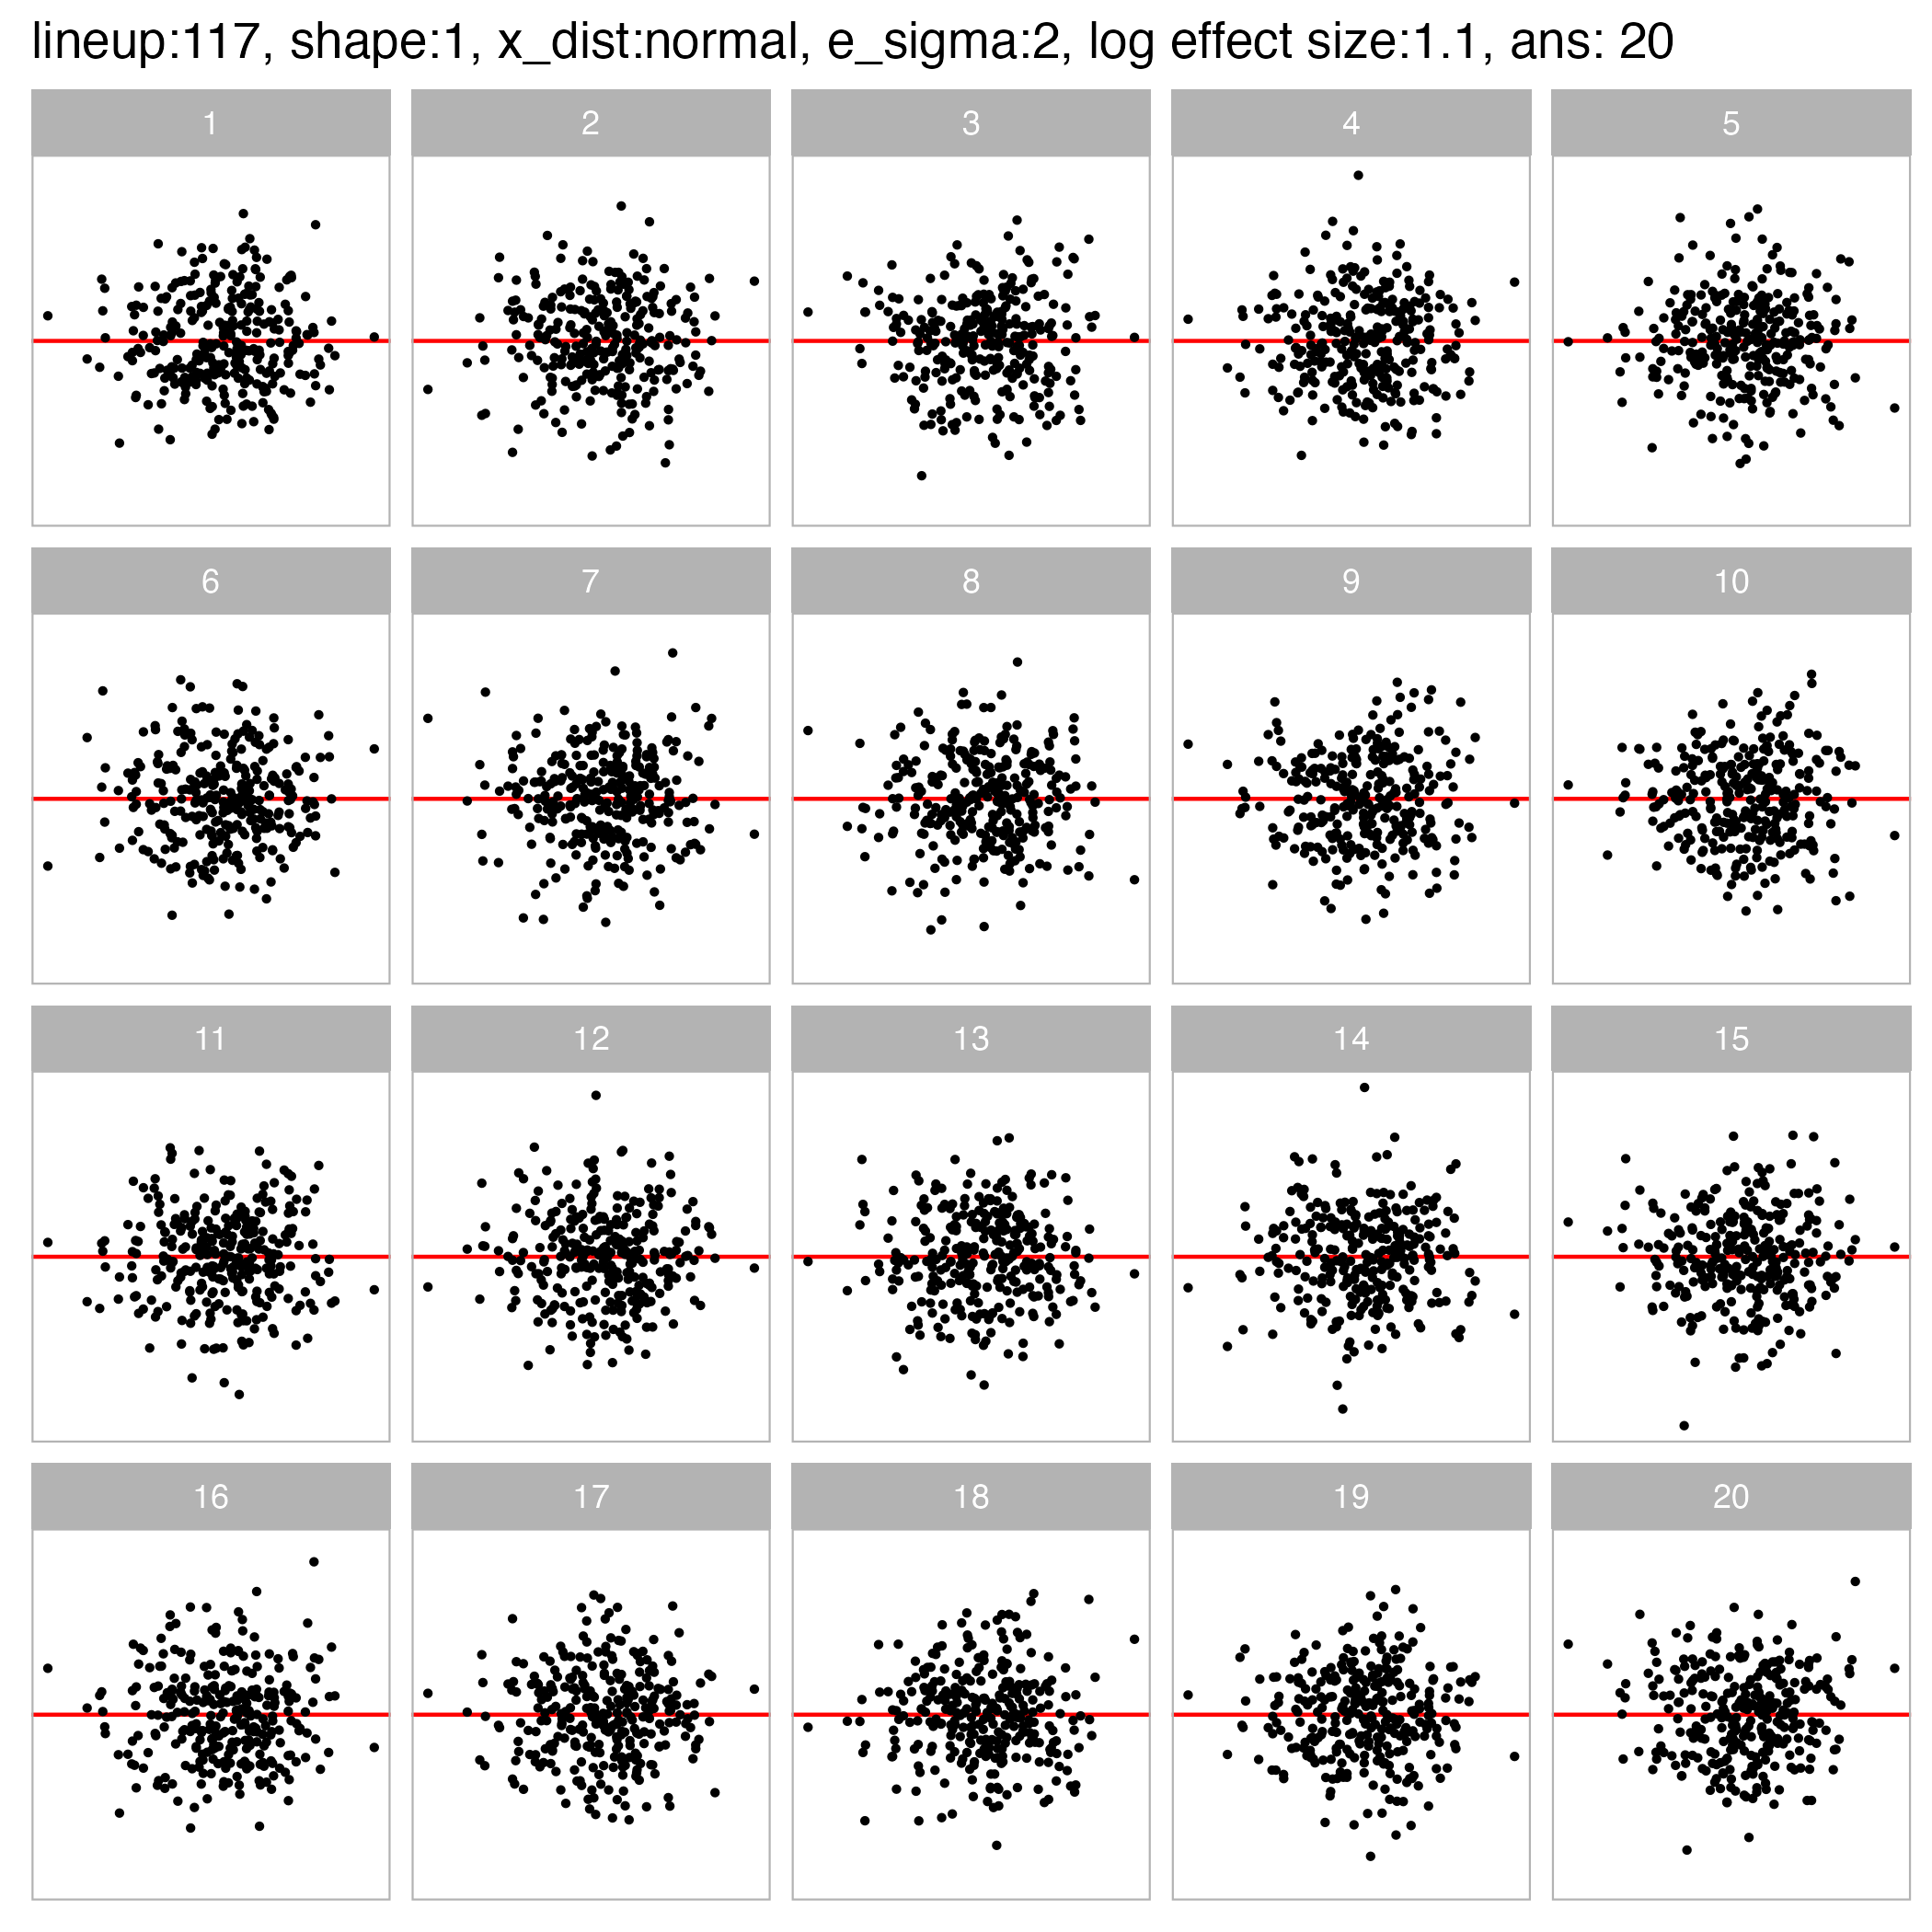 lineup:117, shape:1, x_dist:normal, e_sigma:2, log effect size:1.1, ans: 20
1 2 3 4 5
6 7 8 9 10
11 12 13 14 15
16 17 18 19 20